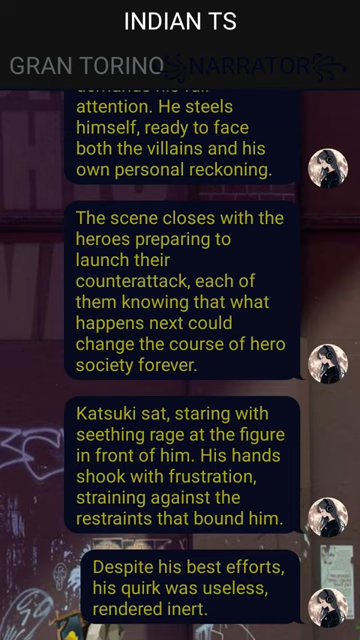 INDIAN TS
GRAN TORINO꧁NARRATOR꧂
attention. He steels
himself, ready to face
both the villains and his
own personal reckoning.
The scene closes with the
heroes preparing to
launch their
counterattack, each of
them knowing that what
happens next could
change the course of hero
society forever.
Katsuki sat, staring with
seething rage at the figure
in front of him. His hands
shook with frustration,
straining against the
restraints that bound him.
Despite his best efforts,
his quirk was useless,
rendered inert.